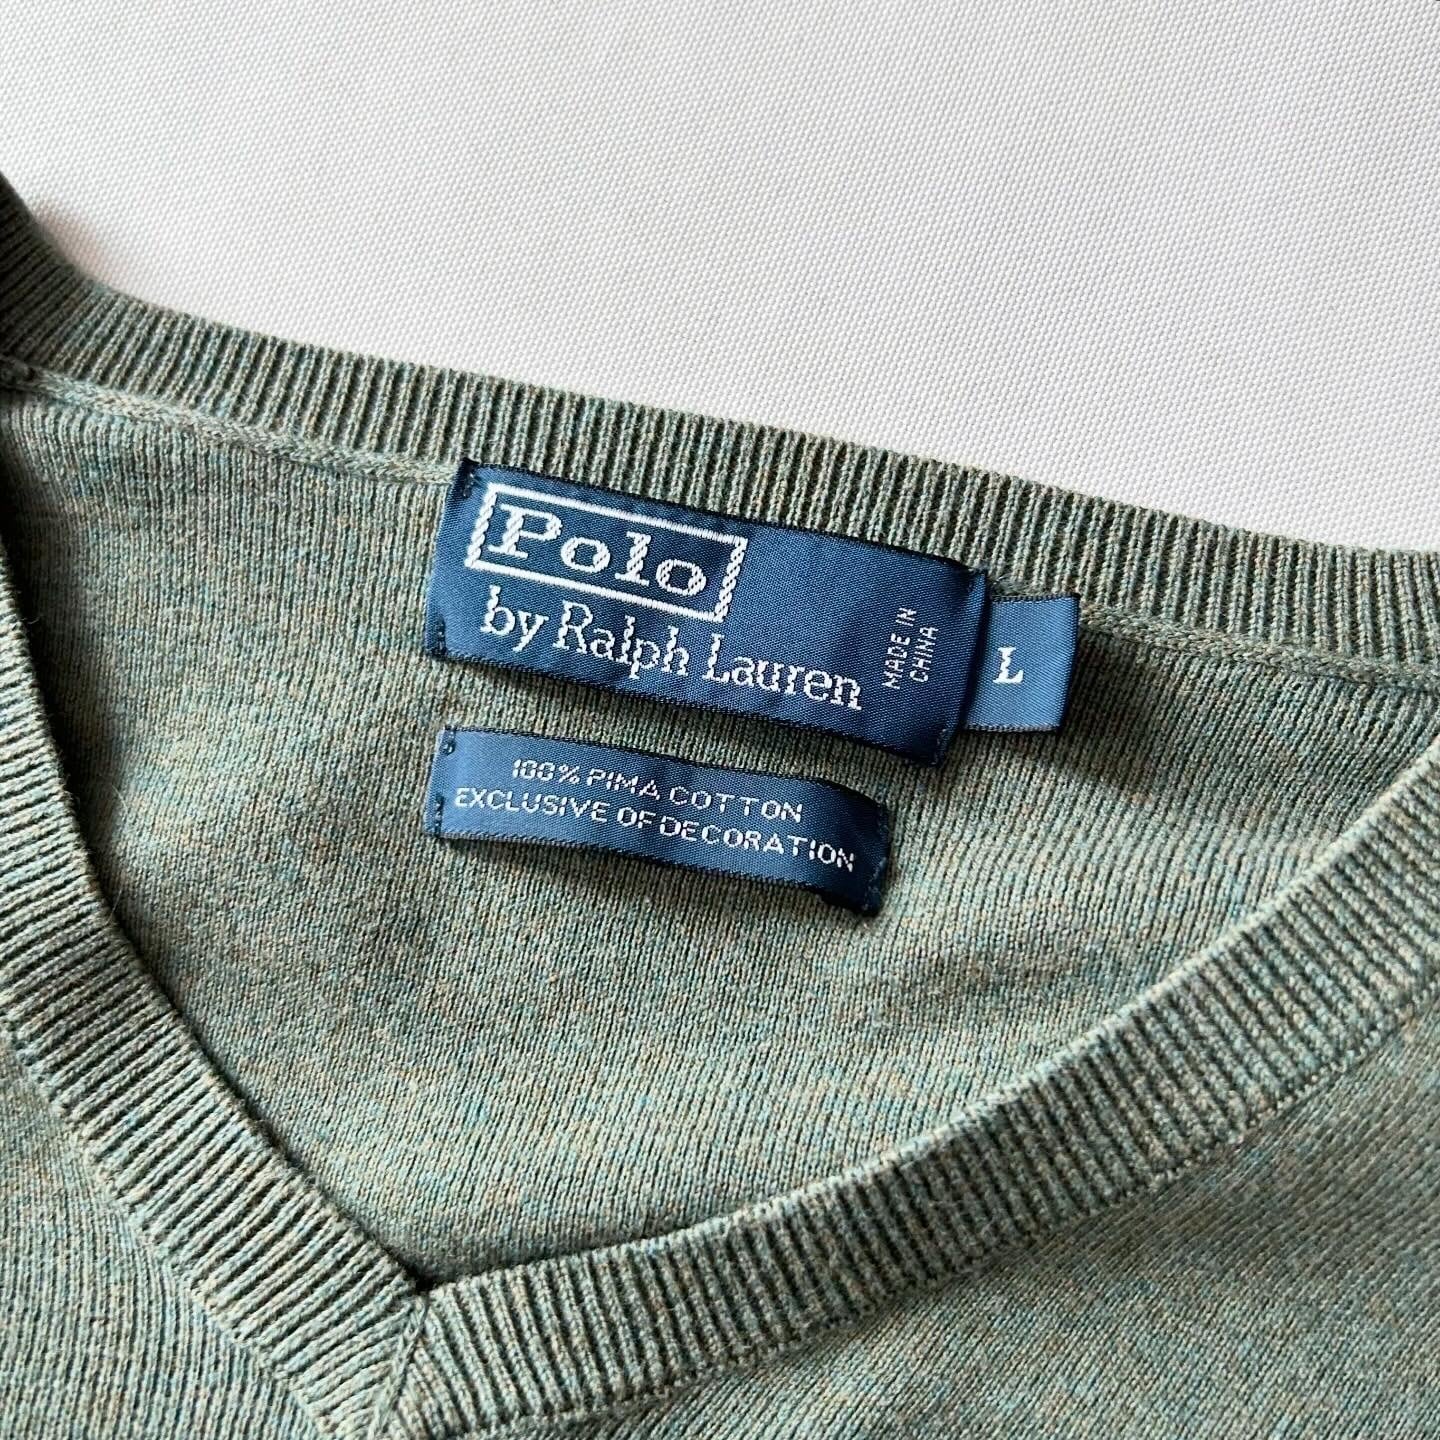 Polo
by Ralph Lauren
MADE IN
CHINA
L
100% PIMA COTTON
EXCLUSIVE OF DECORATION